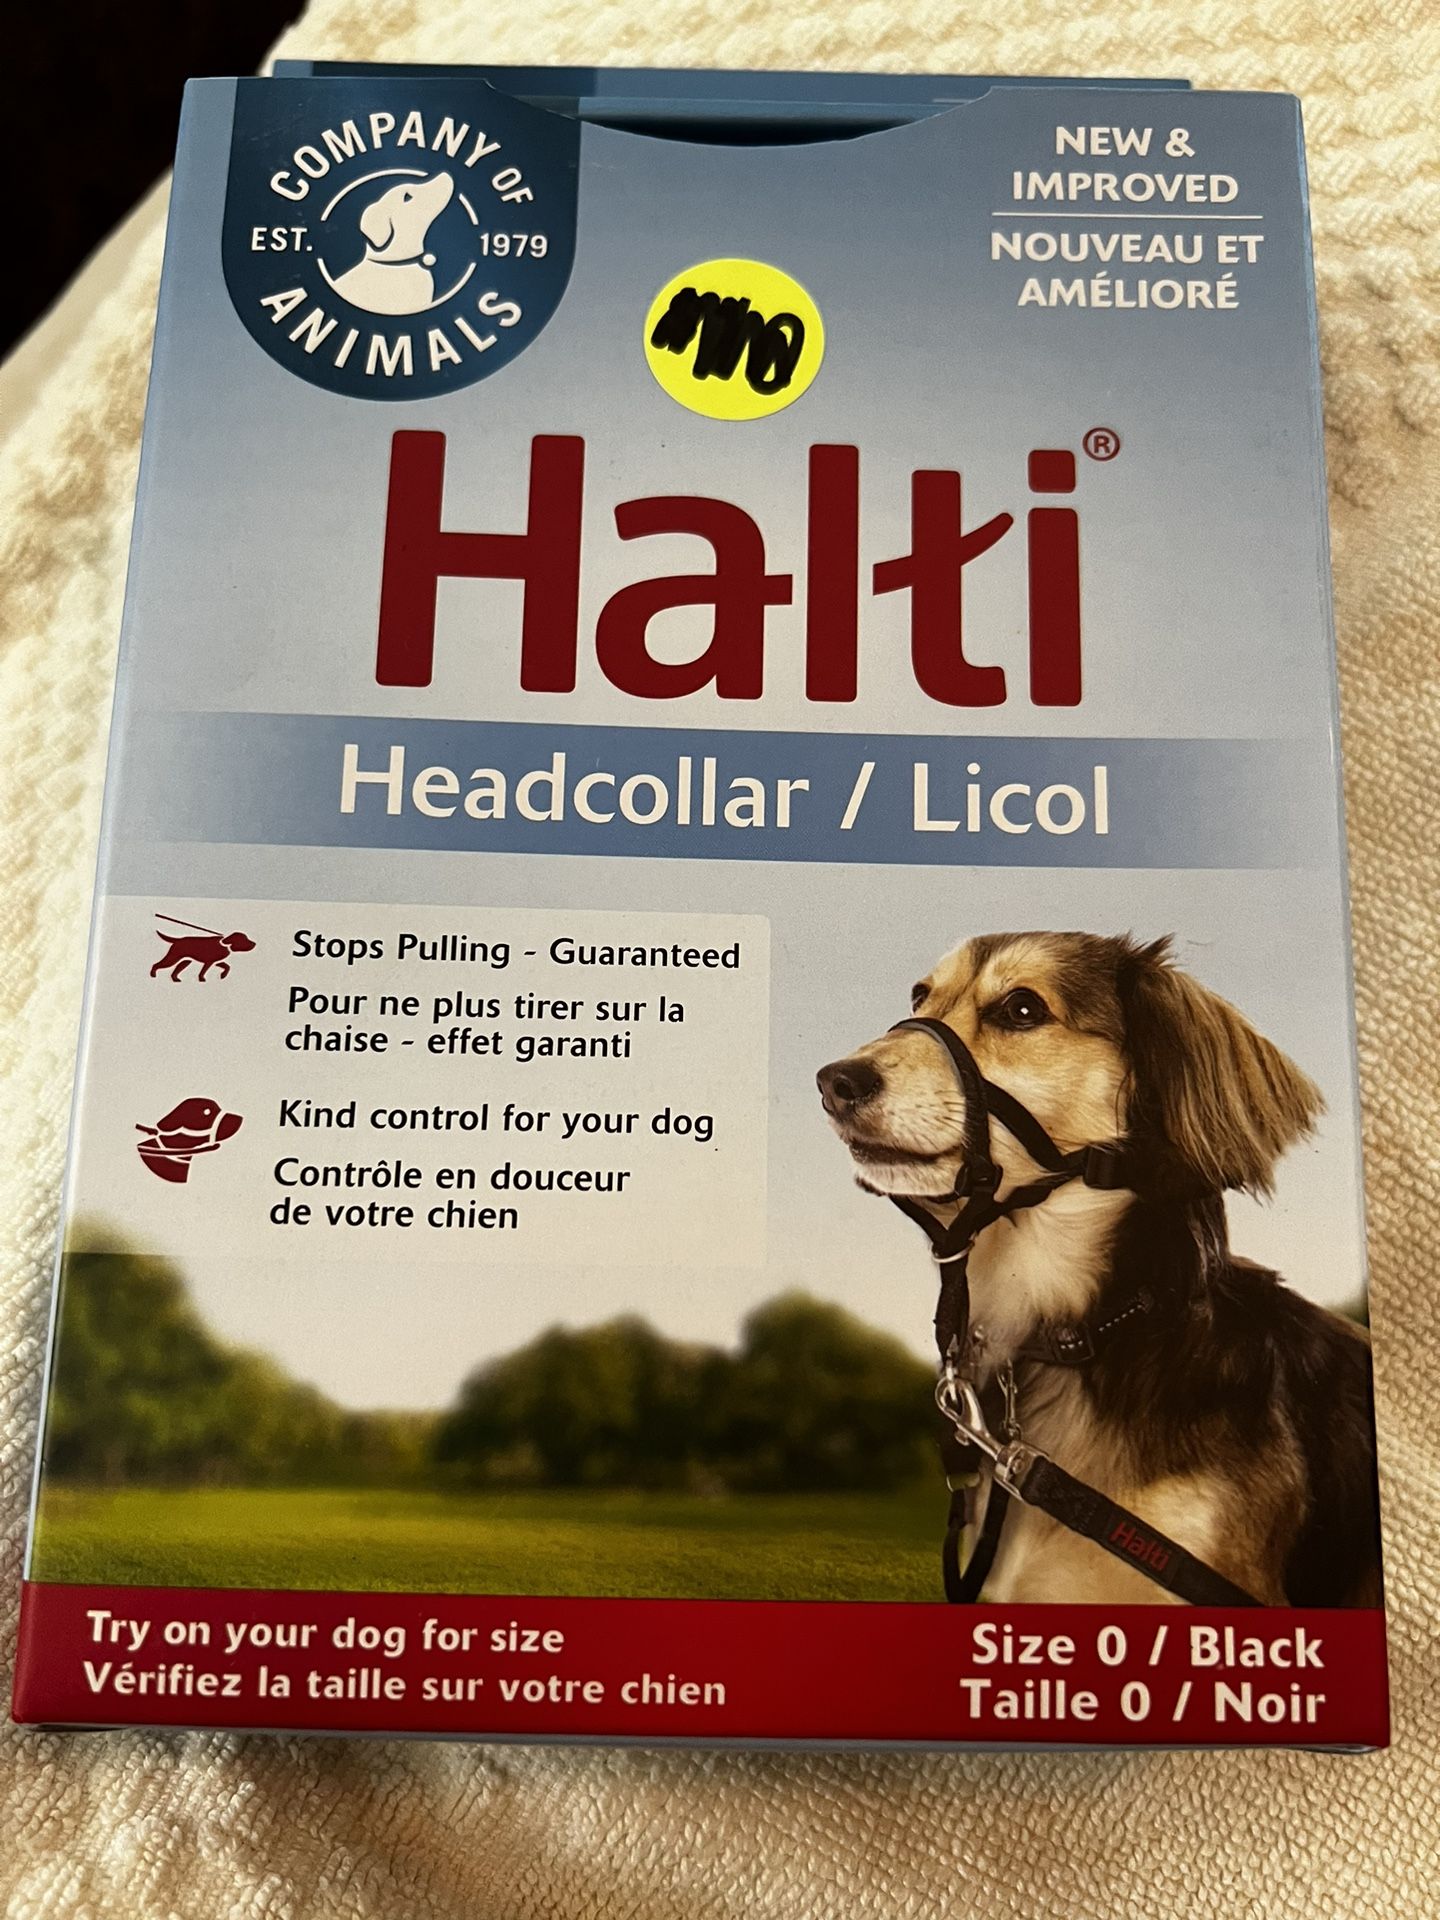 COMPANY OF
EST. 1979
ANIMALS
NEW &
IMPROVED
NOUVEAU ET
AMÉLIORÉ
Halti®
Headcollar / Licol
Stops Pulling - Guaranteed
Pour ne plus tirer sur la
chaise - effet garanti
Kind control for your dog
Contrôle en douceur
de votre chien
Halti
Try on your dog for size
Vérifiez la taille sur votre chien
Size 0 / Black
Taille 0 / Noir